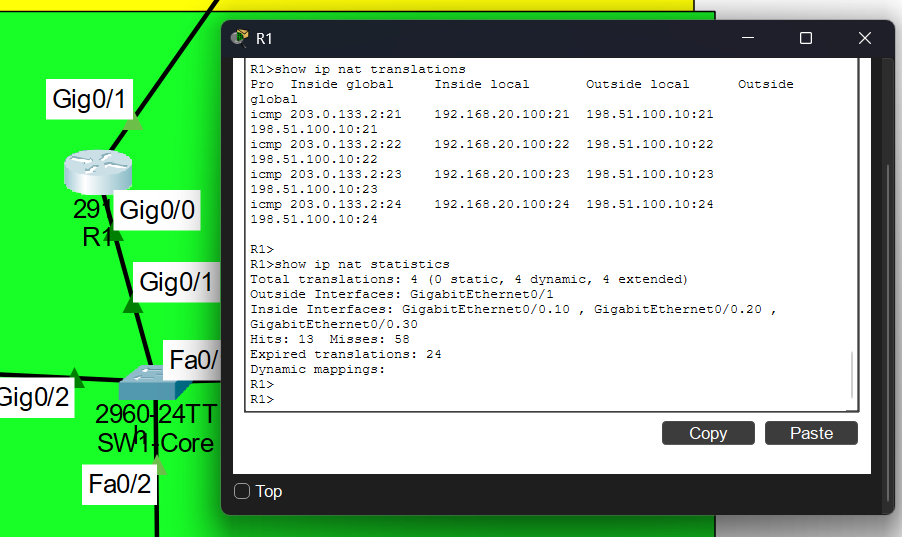 R1
Gig0/1
R1>show ip nat translations
Pro  Inside global     Inside local       Outside local      Outside
global
icmp 203.0.133.2:21    192.168.20.100:21  198.51.100.10:21
198.51.100.10:21
icmp 203.0.133.2:22    192.168.20.100:22  198.51.100.10:22
198.51.100.10:22
icmp 203.0.133.2:23    192.168.20.100:23  198.51.100.10:23
198.51.100.10:23
icmp 203.0.133.2:24    192.168.20.100:24  198.51.100.10:24
198.51.100.10:24
R1>
R1>show ip nat statistics
Total translations: 4 (0 static, 4 dynamic, 4 extended)
Outside Interfaces: GigabitEthernet0/1
Inside Interfaces: GigabitEthernet0/0.10 , GigabitEthernet0/0.20 ,
GigabitEthernet0/0.30
Hits: 13  Misses: 58
Expired translations: 24
Dynamic mappings:
R1>
R1>
Copy
Paste
Top
291
Gig0/0
R1
Gig0/1
Fa0/
Gig0/2
2960-24TT
SW1-Core
Fa0/2